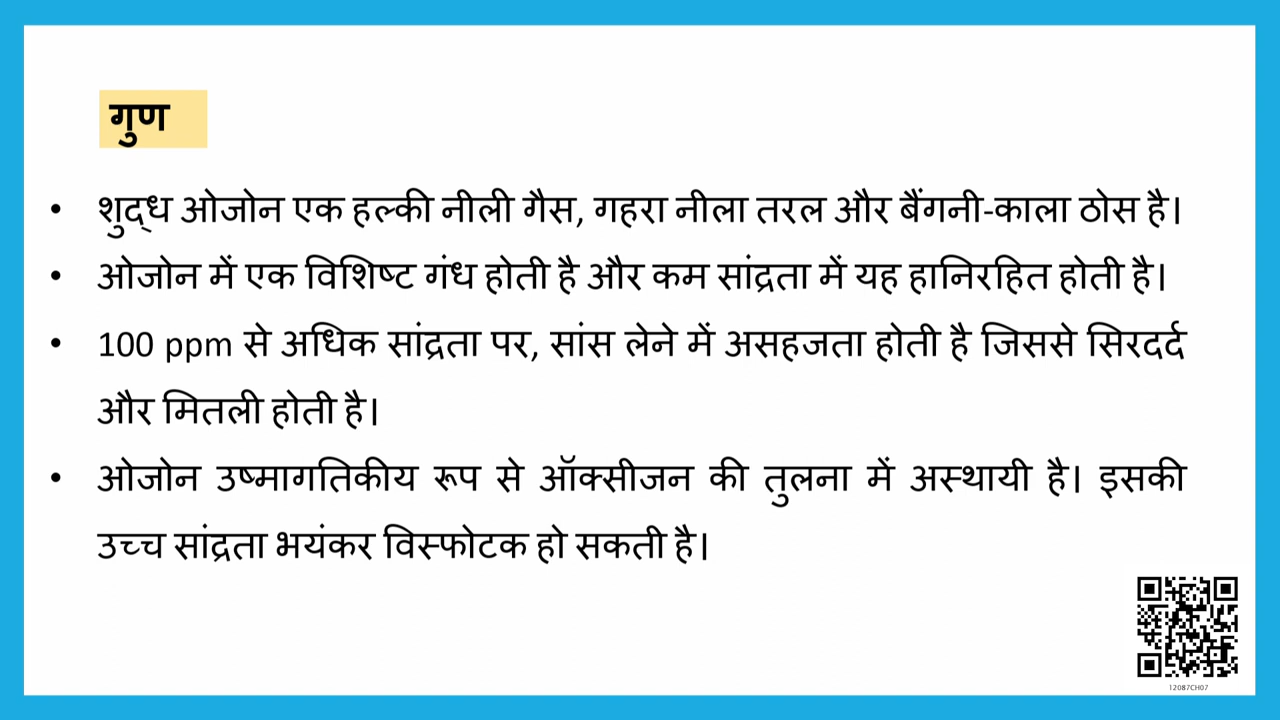 गुण
• शुद्‍ध ओजोन एक हल्की नीली गैस, गहरा नीला तरल और बैंगनी-काला ठोस है।
• ओजोन में एक विशिष्ट गंध होती है और कम सांद्रता में यह हानिरहित होती है।
• 100 ppm से अधिक सांद्रता पर, सांस लेने में असहजता होती है जिससे सिरदर्द
और मितली होती है।
• ओजोन उष्मागतिकीय रूप से ऑक्सीजन की तुलना में अस्थायी है। इसकी
उच्च सांद्रता भयंकर विस्फोटक हो सकती है।
12087CH07